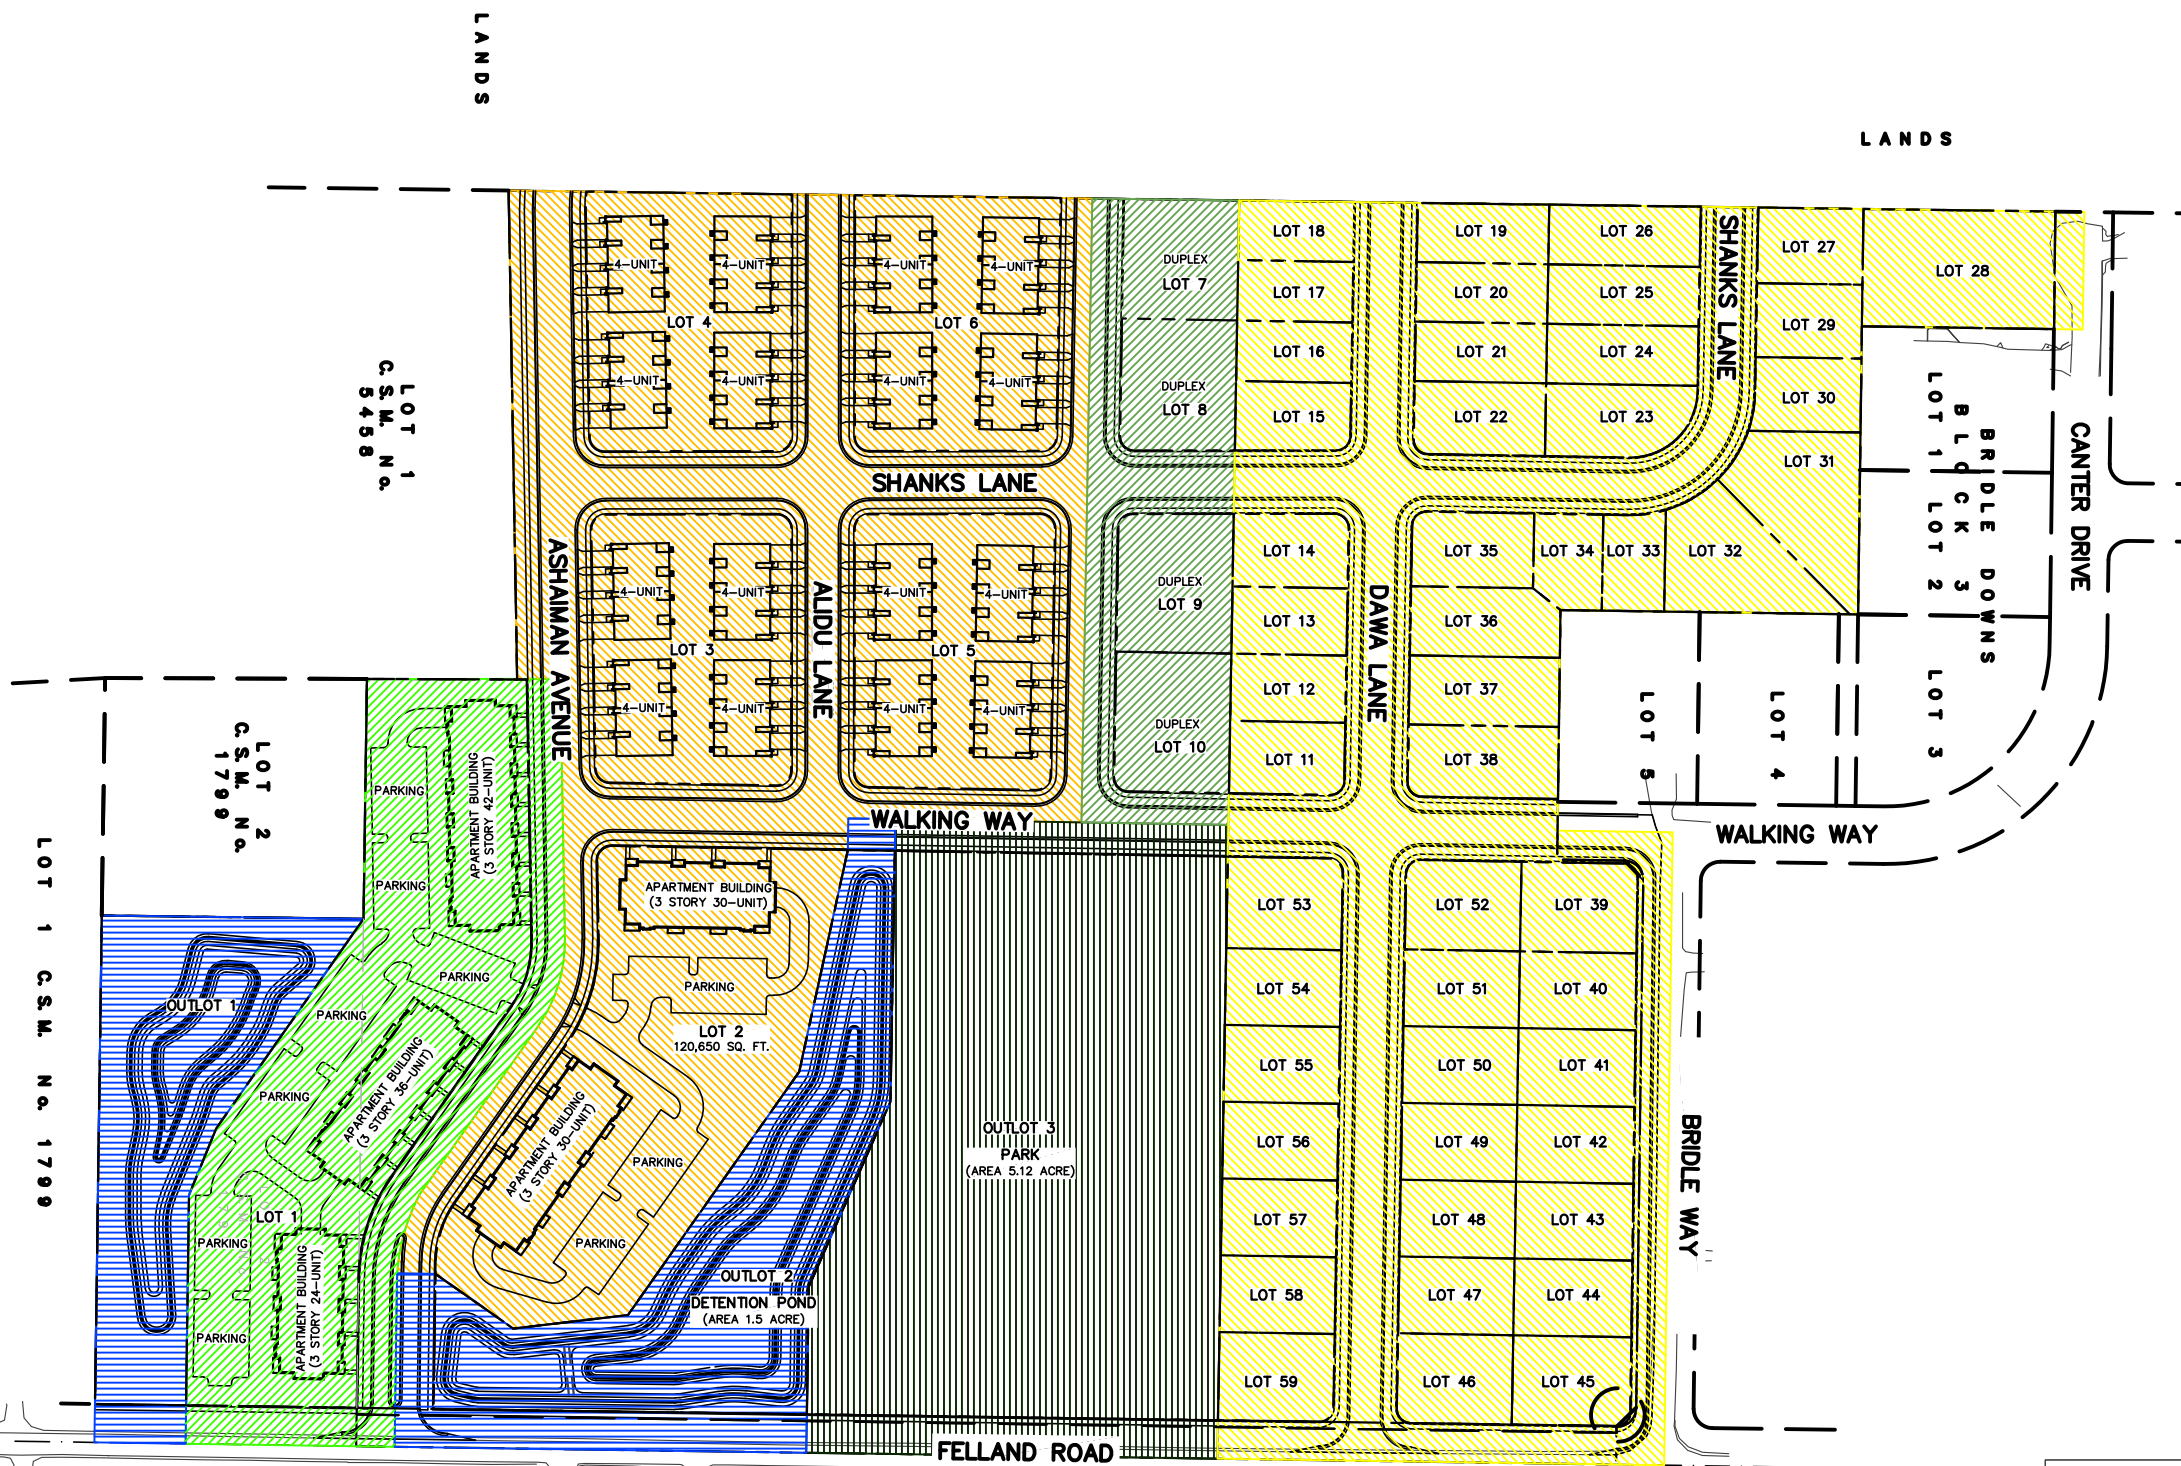 LANDS
LANDS
LOT 1
C.S.M. No.
5458
LOT 2
C.S.M. No.
1799
LOT 1 C.S.M. No. 1799
4-UNIT
4-UNIT
LOT 4
4-UNIT
4-UNIT
4-UNIT
4-UNIT
LOT 6
4-UNIT
4-UNIT
SHANKS LANE
ASHAIMAN AVENUE
4-UNIT
4-UNIT
LOT 3
4-UNIT
4-UNIT
ALIDU LANE
4-UNIT
4-UNIT
LOT 5
4-UNIT
4-UNIT
WALKING WAY
DUPLEX
LOT 7
DUPLEX
LOT 8
DUPLEX
LOT 9
DUPLEX
LOT 10
LOT 18
LOT 17
LOT 16
LOT 15
LOT 14
LOT 13
LOT 12
LOT 11
DAWA LANE
LOT 19
LOT 20
LOT 21
LOT 22
LOT 26
LOT 25
LOT 24
LOT 23
SHANKS LANE
LOT 27
LOT 28
LOT 29
LOT 30
LOT 31
LOT 35
LOT 34
LOT 33
LOT 32
LOT 36
LOT 37
LOT 38
LOT 1
LOT 2
LOT 3
BLOCK 3
BRIDLE DOWNS
CANTER DRIVE
LOT 5
LOT 4
WALKING WAY
PARKING
APARTMENT BUILDING
(3 STORY 42-UNIT)
PARKING
PARKING
PARKING
APARTMENT BUILDING
(3 STORY 36-UNIT)
PARKING
OUTLOT 1
LOT 1
PARKING
APARTMENT BUILDING
(3 STORY 24-UNIT)
PARKING
APARTMENT BUILDING
(3 STORY 30-UNIT)
PARKING
LOT 2
120,650 SQ. FT.
APARTMENT BUILDING
(3 STORY 30-UNIT)
PARKING
PARKING
OUTLOT 2
DETENTION POND
(AREA 1.5 ACRE)
OUTLOT 3
PARK
(AREA 5.12 ACRE)
LOT 53
LOT 54
LOT 55
LOT 56
LOT 57
LOT 58
LOT 59
LOT 52
LOT 51
LOT 50
LOT 49
LOT 48
LOT 47
LOT 46
LOT 39
LOT 40
LOT 41
LOT 42
LOT 43
LOT 44
LOT 45
BRIDLE WAY
FELLAND ROAD